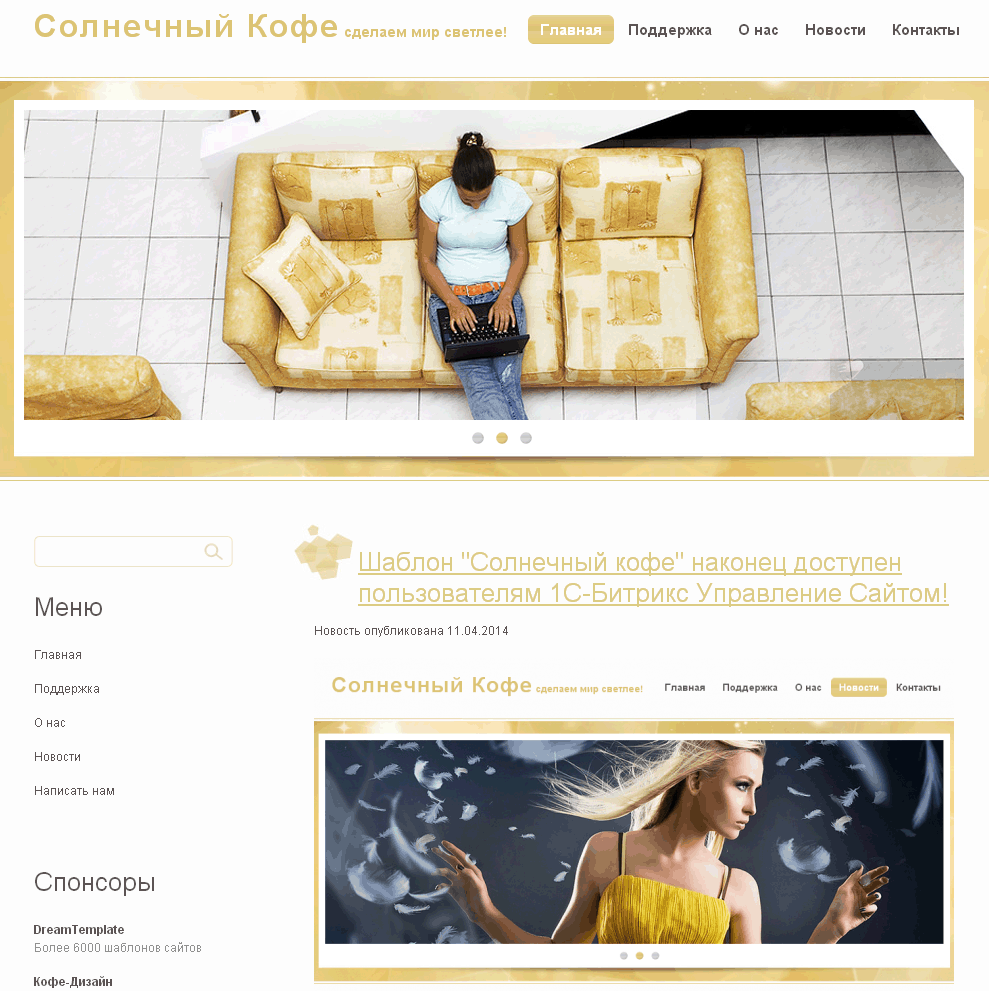 Солнечный Кофе сделаем мир светлее! Главная Поддержка О нас Новости Контакты
Меню
Главная
Поддержка
О нас
Новости
Написать нам
Спонсоры
DreamTemplate
Более 6000 шаблонов сайтов
Кофе-Дизайн
Шаблон "Солнечный кофе" наконец доступен
пользователям 1С-Битрикс Управление Сайтом!
Новость опубликована 11.04.2014
Солнечный Кофе сделаем мир светлее! Главная Поддержка О нас Новости Контакты